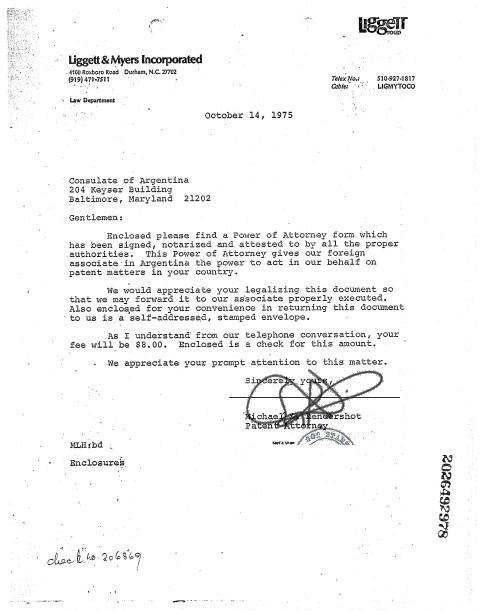 Liggett
Group
Liggett & Myers Incorporated
4100 Roxboro Road Durham, N.C. 27702
(919) 471-7511
Telex No.: 510-927-1817
Cable: LIGMYTOCO
Law Department
October 14, 1975
Consulate of Argentina
204 Keyser Building
Baltimore, Maryland 21202
Gentlemen:
Enclosed please find a Power of Attorney form which
has been signed, notarized and attested to by all the proper
authorities. This Power of Attorney gives our foreign
associate in Argentina the power to act in our behalf on
patent matters in your country.
We would appreciate your legalizing this document so
that we may forward it to our associate properly executed.
Also enclosed for your convenience in returning this document
to us is a self-addressed, stamped envelope.
As I understand from our telephone conversation, your
fee will be $8.00. Enclosed is a check for this amount.
We appreciate your prompt attention to this matter.
Sincerely yours,
Michael Hendershot
Patent Attorney
MLH:bd
Enclosures
2026492978
check no. 206869